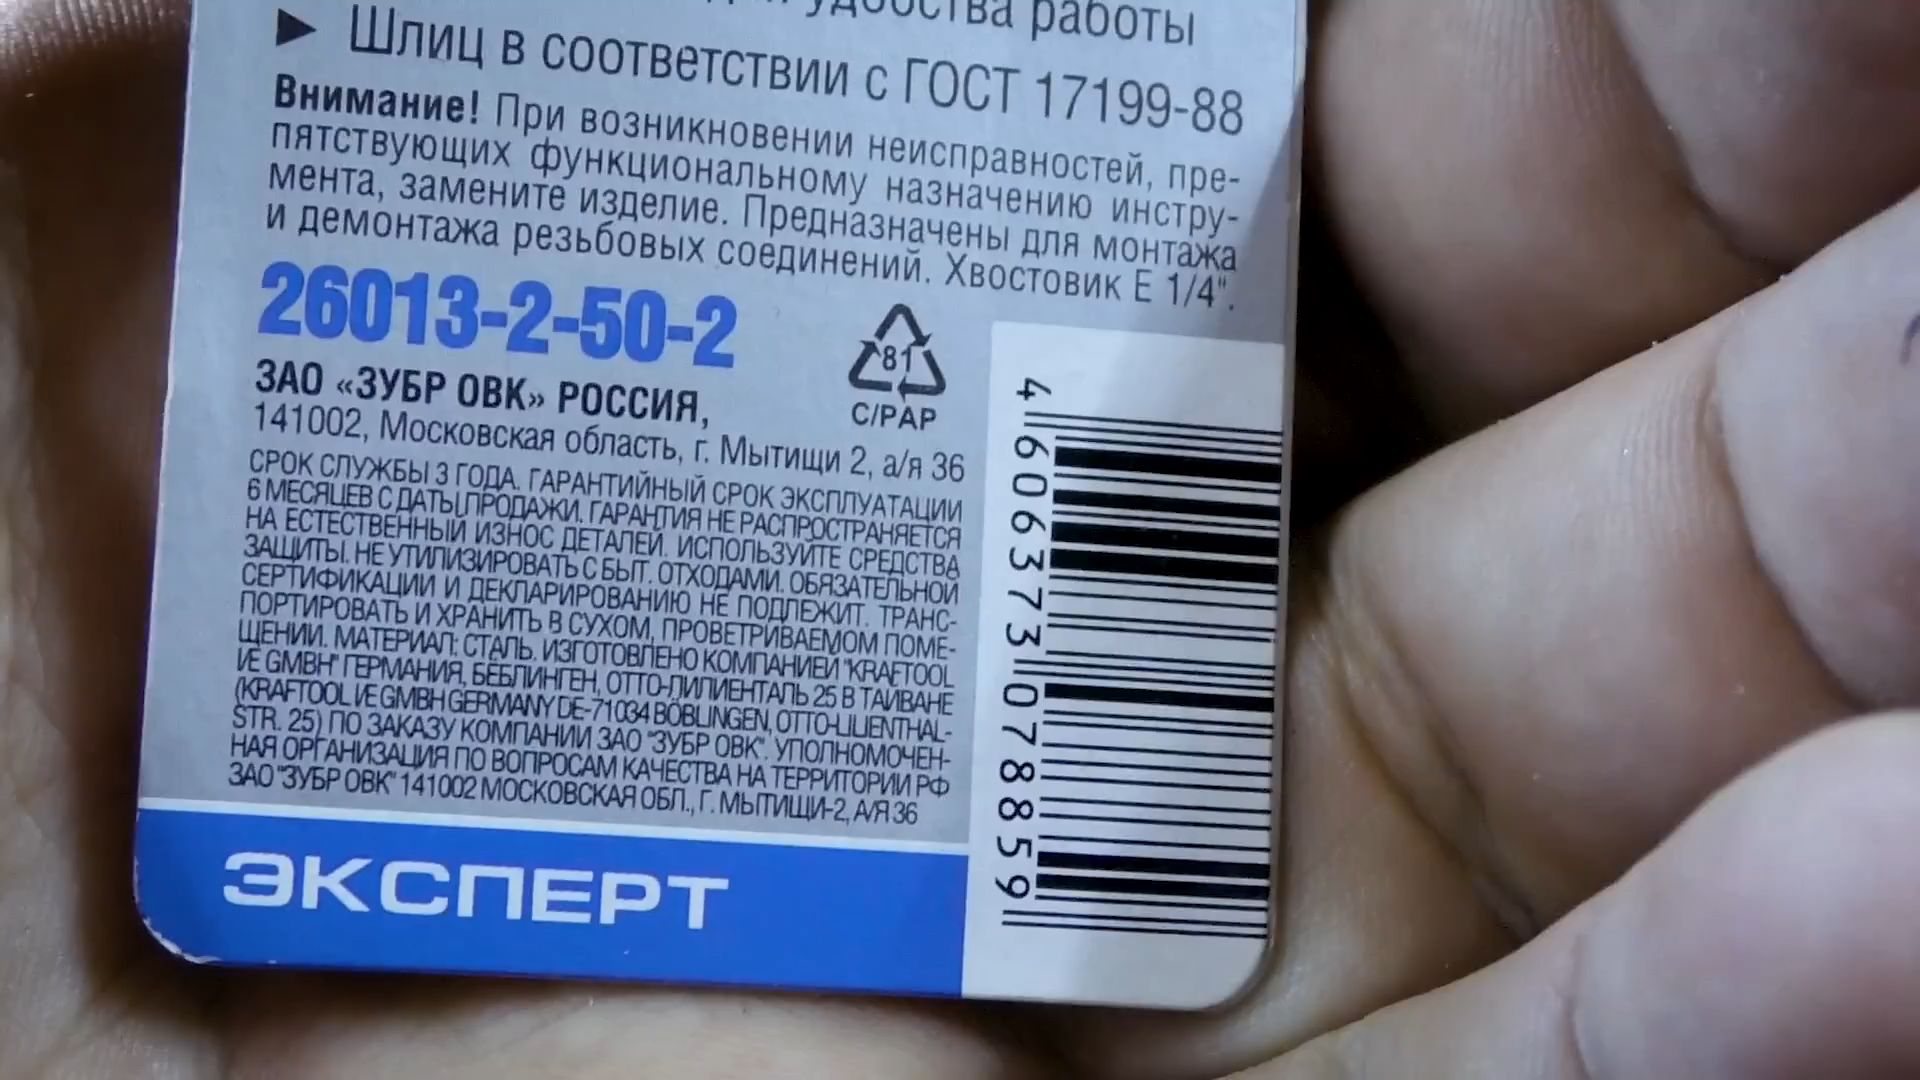 удобства работы
► Шлиц в соответствии с ГОСТ 17199-88
Внимание! При возникновении неисправностей, пре-
пятствующих функциональному назначению инстру-
мента, замените изделие. Предназначены для монтажа
и демонтажа резьбовых соединений. Хвостовик E 1/4".
26013-2-50-2
ЗАО «ЗУБР ОВК» РОССИЯ,
141002, Московская область, г. Мытищи 2, а/я 36
81
C/PAP
СРОК СЛУЖБЫ 3 ГОДА. ГАРАНТИЙНЫЙ СРОК ЭКСПЛУАТАЦИИ
6 МЕСЯЦЕВ С ДАТЫ ПРОДАЖИ. ГАРАНТИЯ НЕ РАСПРОСТРАНЯЕТСЯ
НА ЕСТЕСТВЕННЫЙ ИЗНОС ДЕТАЛЕЙ. ИСПОЛЬЗУЙТЕ СРЕДСТВА
ЗАЩИТЫ. НЕ УТИЛИЗИРОВАТЬ С БЫТ. ОТХОДАМИ. ОБЯЗАТЕЛЬНОЙ
СЕРТИФИКАЦИИ И ДЕКЛАРИРОВАНИЮ НЕ ПОДЛЕЖИТ. ТРАНС-
ПОРТИРОВАТЬ И ХРАНИТЬ В СУХОМ, ПРОВЕТРИВАЕМОМ ПОМЕ-
ЩЕНИИ. МАТЕРИАЛ: СТАЛЬ. ИЗГОТОВЛЕНО КОМПАНИЕЙ "KRAFTOOL
I/E GMBH" ГЕРМАНИЯ, БЁБЛИНГЕН, ОТТО-ЛИЛИЕНТАЛЬ 25 В ТАЙВАНЕ
(KRAFTOOL I/E GMBH GERMANY DE-71034 BÖBLINGEN, OTTO-LILIENTHAL-
STR. 25) ПО ЗАКАЗУ КОМПАНИИ ЗАО "ЗУБР ОВК". УПОЛНОМОЧЕН-
НАЯ ОРГАНИЗАЦИЯ ПО ВОПРОСАМ КАЧЕСТВА НА ТЕРРИТОРИИ РФ
ЗАО "ЗУБР ОВК" 141002 МОСКОВСКАЯ ОБЛ., Г. МЫТИЩИ-2, А/Я 36
4 606373 078859
ЭКСПЕРТ